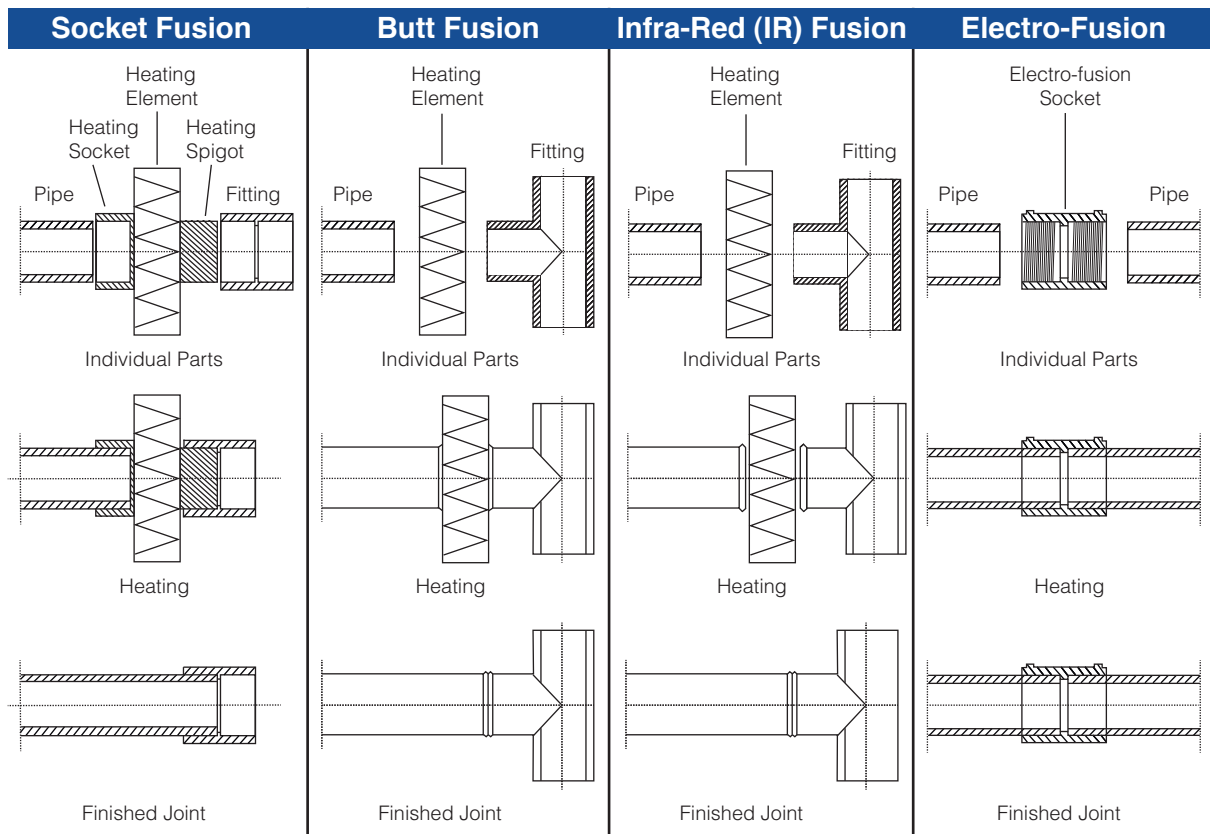 Socket Fusion
Butt Fusion
Infra-Red (IR) Fusion
Electro-Fusion
Heating
Element
Heating
Socket
Heating
Spigot
Pipe
Fitting
Individual Parts
Heating
Finished Joint
Heating
Element
Fitting
Pipe
Individual Parts
Heating
Finished Joint
Heating
Element
Fitting
Pipe
Individual Parts
Heating
Finished Joint
Electro-fusion
Socket
Pipe
Pipe
Individual Parts
Heating
Finished Joint